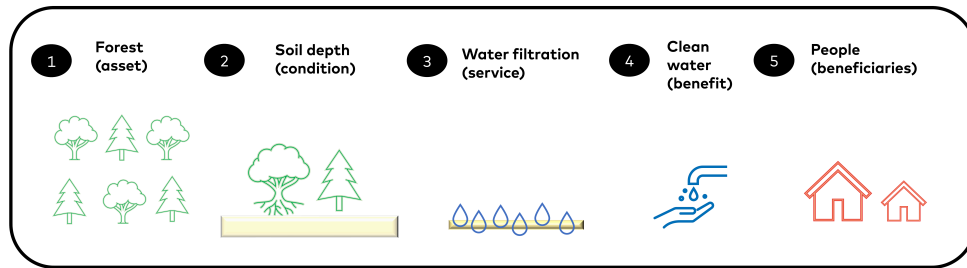 1
Forest
(asset)
2
Soil depth
(condition)
3
Water filtration
(service)
4
Clean
water
(benefit)
5
People
(beneficiaries)